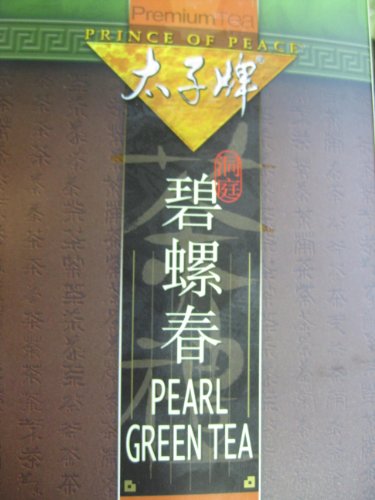 Premium TEA
PRINCE OF PEACE
太子牌®
洞庭
碧螺春
PEARL
GREEN TEA